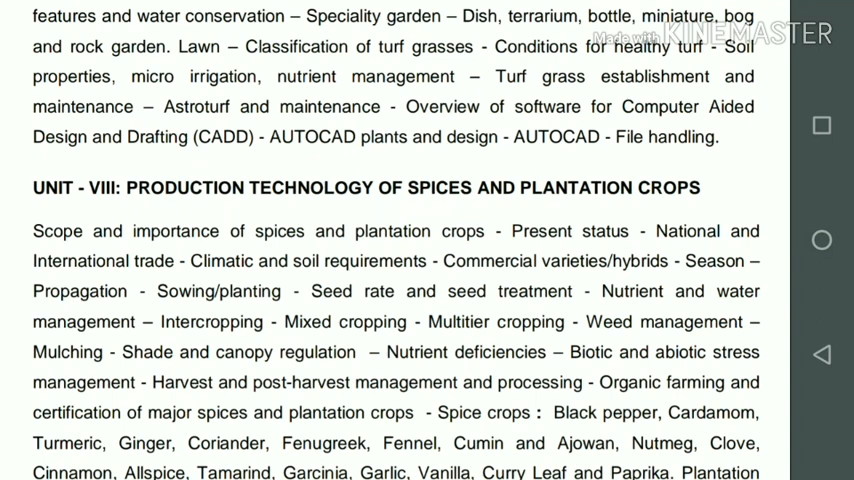 features and water conservation – Speciality garden – Dish, terrarium, bottle, miniature, bog
and rock garden. Lawn – Classification of turf grasses - Conditions for healthy turf - Soil
Made with KINEMASTER
properties, micro irrigation, nutrient management – Turf grass establishment and
maintenance – Astroturf and maintenance - Overview of software for Computer Aided
Design and Drafting (CADD) - AUTOCAD plants and design - AUTOCAD - File handling.
UNIT - VIII: PRODUCTION TECHNOLOGY OF SPICES AND PLANTATION CROPS
Scope and importance of spices and plantation crops - Present status - National and
International trade - Climatic and soil requirements - Commercial varieties/hybrids - Season –
Propagation - Sowing/planting - Seed rate and seed treatment - Nutrient and water
management – Intercropping - Mixed cropping - Multitier cropping - Weed management –
Mulching - Shade and canopy regulation – Nutrient deficiencies – Biotic and abiotic stress
management - Harvest and post-harvest management and processing - Organic farming and
certification of major spices and plantation crops - Spice crops : Black pepper, Cardamom,
Turmeric, Ginger, Coriander, Fenugreek, Fennel, Cumin and Ajowan, Nutmeg, Clove,
Cinnamon, Allspice, Tamarind, Garcinia, Garlic, Vanilla, Curry Leaf and Paprika. Plantation